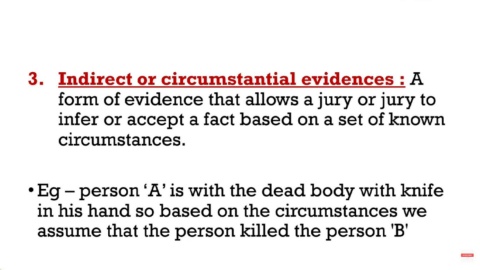 3. Indirect or circumstantial evidences : A
form of evidence that allows a jury or jury to
infer or accept a fact based on a set of known
circumstances.
•Eg – person ‘A’ is with the dead body with knife
in his hand so based on the circumstances we
assume that the person killed the person 'B'